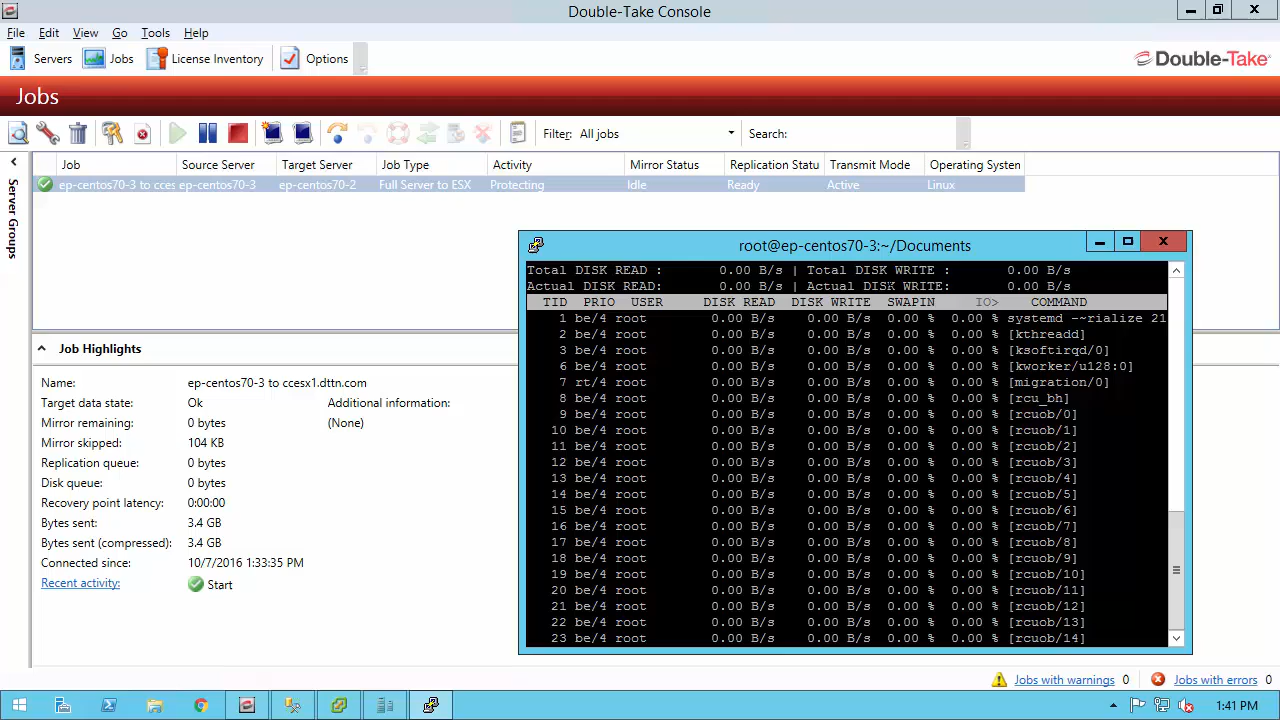 Double-Take Console
File Edit View Go Tools Help
Servers Jobs License Inventory Options
Double-Take
Jobs
Filter: All jobs Search:
Server Groups
Job Source Server Target Server Job Type Activity Mirror Status Replication Statu Transmit Mode Operating System
ep-centos70-3 to cces ep-centos70-3 ep-centos70-2 Full Server to ESX Protecting Idle Ready Active Linux
Job Highlights
Name: ep-centos70-3 to ccesx1.dttn.com
Target data state: Ok Additional information:
Mirror remaining: 0 bytes (None)
Mirror skipped: 104 KB
Replication queue: 0 bytes
Disk queue: 0 bytes
Recovery point latency: 0:00:00
Bytes sent: 3.4 GB
Bytes sent (compressed): 3.4 GB
Connected since: 10/7/2016 1:33:35 PM
Recent activity: Start
root@ep-centos70-3:~/Documents
Total DISK READ : 0.00 B/s | Total DISK WRITE : 0.00 B/s
Actual DISK READ: 0.00 B/s | Actual DISK WRITE: 0.00 B/s
TID PRIO USER DISK READ DISK WRITE SWAPIN IO> COMMAND
1 be/4 root 0.00 B/s 0.00 B/s 0.00 % 0.00 % systemd --~rialize 21
2 be/4 root 0.00 B/s 0.00 B/s 0.00 % 0.00 % [kthreadd]
3 be/4 root 0.00 B/s 0.00 B/s 0.00 % 0.00 % [ksoftirqd/0]
6 be/4 root 0.00 B/s 0.00 B/s 0.00 % 0.00 % [kworker/u128:0]
7 rt/4 root 0.00 B/s 0.00 B/s 0.00 % 0.00 % [migration/0]
8 be/4 root 0.00 B/s 0.00 B/s 0.00 % 0.00 % [rcu_bh]
9 be/4 root 0.00 B/s 0.00 B/s 0.00 % 0.00 % [rcuob/0]
10 be/4 root 0.00 B/s 0.00 B/s 0.00 % 0.00 % [rcuob/1]
11 be/4 root 0.00 B/s 0.00 B/s 0.00 % 0.00 % [rcuob/2]
12 be/4 root 0.00 B/s 0.00 B/s 0.00 % 0.00 % [rcuob/3]
13 be/4 root 0.00 B/s 0.00 B/s 0.00 % 0.00 % [rcuob/4]
14 be/4 root 0.00 B/s 0.00 B/s 0.00 % 0.00 % [rcuob/5]
15 be/4 root 0.00 B/s 0.00 B/s 0.00 % 0.00 % [rcuob/6]
16 be/4 root 0.00 B/s 0.00 B/s 0.00 % 0.00 % [rcuob/7]
17 be/4 root 0.00 B/s 0.00 B/s 0.00 % 0.00 % [rcuob/8]
18 be/4 root 0.00 B/s 0.00 B/s 0.00 % 0.00 % [rcuob/9]
19 be/4 root 0.00 B/s 0.00 B/s 0.00 % 0.00 % [rcuob/10]
20 be/4 root 0.00 B/s 0.00 B/s 0.00 % 0.00 % [rcuob/11]
21 be/4 root 0.00 B/s 0.00 B/s 0.00 % 0.00 % [rcuob/12]
22 be/4 root 0.00 B/s 0.00 B/s 0.00 % 0.00 % [rcuob/13]
23 be/4 root 0.00 B/s 0.00 B/s 0.00 % 0.00 % [rcuob/14]
Jobs with warnings 0 Jobs with errors 0
1:41 PM